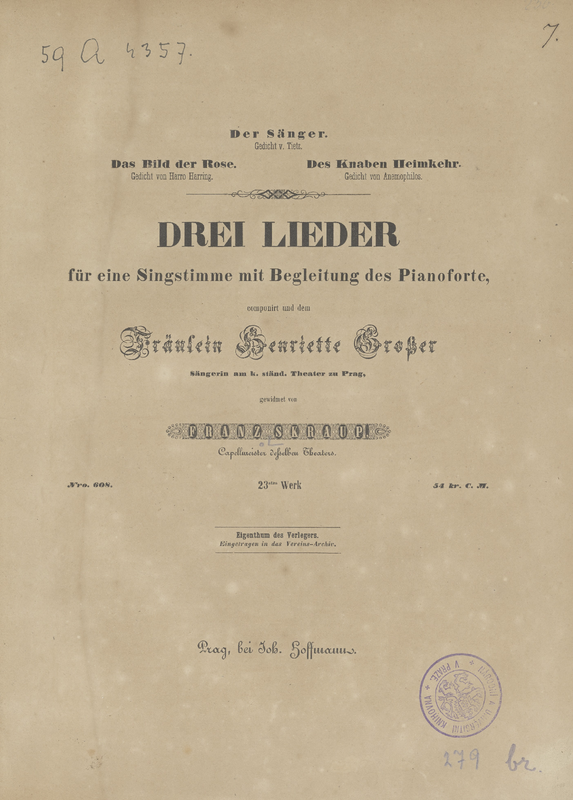 7.
59 A 4357.
Der Sänger.
Gedicht v. Tietz.
Das Bild der Rose. Des Knaben Heimkehr.
Gedicht von Harro Harring. Gedicht von Anemophilos.
DREI LIEDER
für eine Singstimme mit Begleitung des Pianoforte,
componirt und dem
Fräulein Henriette Großer
Sängerin am k. ständ. Theater zu Prag,
gewidmet von
FRANZ SKRAUP
Capellmeister desselben Theaters.
Nro. 608. 23stes Werk 54 kr. C. M.
Eigenthum des Verlegers.
Eingetragen in das Vereins-Archiv.
Prag, bei Joh. Hoffmann.
KNIHOVNA * V PRAZE. *
279 br.